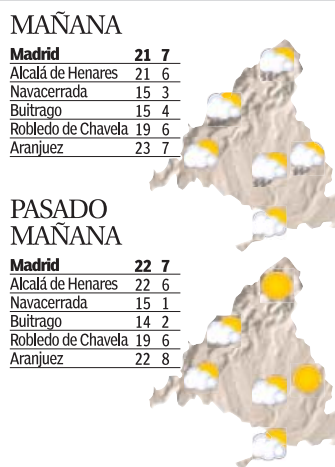 MAÑANA
Madrid 21 7
Alcalá de Henares 21 6
Navacerrada 15 3
Buitrago 15 4
Robledo de Chavela 19 6
Aranjuez 23 7
PASADO
MAÑANA
Madrid 22 7
Alcalá de Henares 22 6
Navacerrada 15 1
Buitrago 14 2
Robledo de Chavela 19 6
Aranjuez 22 8